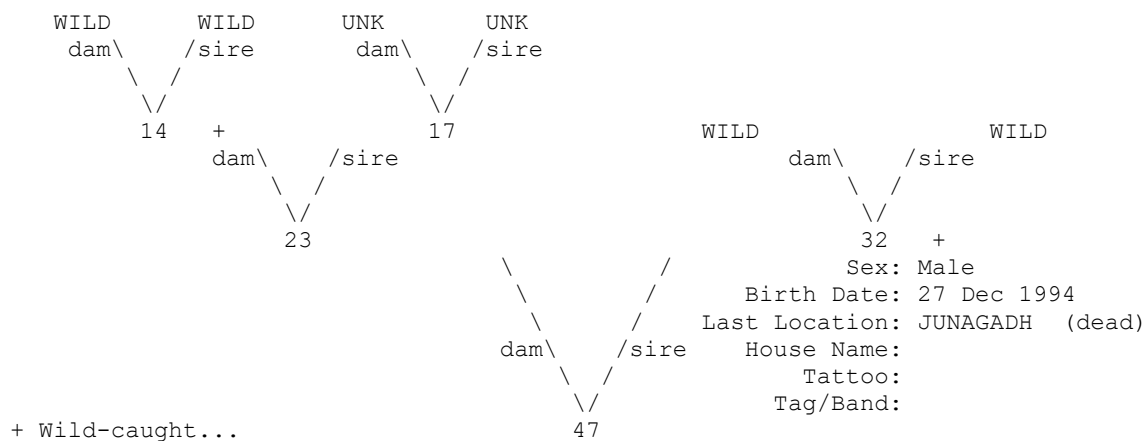 WILD WILD UNK UNK
dam\ /sire dam\ /sire
\ / \ /
\/ \/
14 + 17 WILD WILD
dam\ /sire dam\ /sire
\ / \ /
\/ \/
23 32 +
\ / Sex: Male
\ / Birth Date: 27 Dec 1994
\ / Last Location: JUNAGADH (dead)
dam\ /sire House Name:
\ / Tattoo:
\/ Tag/Band:
+ Wild-caught... 47